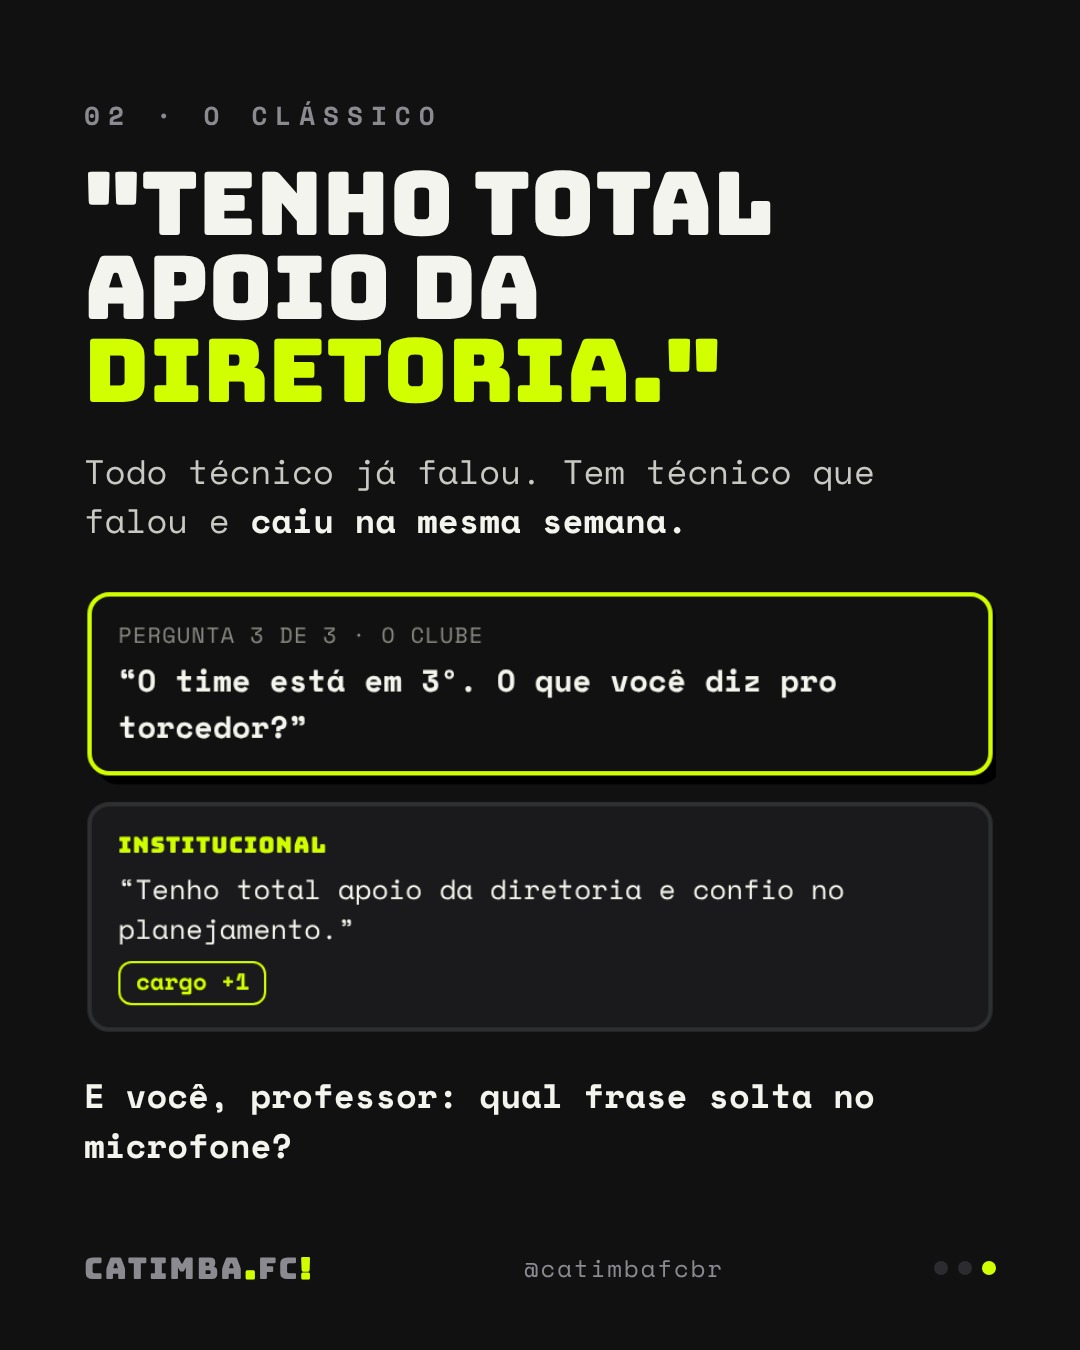 02 · O CLÁSSICO
"TENHO TOTAL
APOIO DA
DIRETORIA."
Todo técnico já falou. Tem técnico que
falou e caiu na mesma semana.
PERGUNTA 3 DE 3 · O CLUBE
“O time está em 3º. O que você diz pro
torcedor?”
INSTITUCIONAL
“Tenho total apoio da diretoria e confio no
planejamento.”
cargo +1
E você, professor: qual frase solta no
microfone?
CATIMBA.FC!
@catimbafcbr